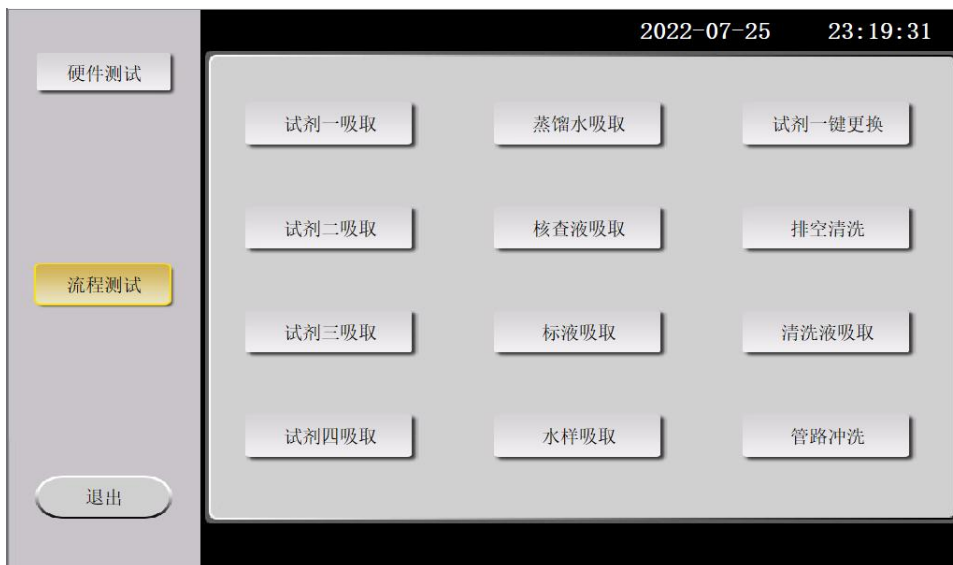 2022-07-25 23:19:31
硬件测试
流程测试
退出
试剂一吸取 蒸馏水吸取 试剂一键更换
试剂二吸取 核查液吸取 排空清洗
试剂三吸取 标液吸取 清洗液吸取
试剂四吸取 水样吸取 管路冲洗